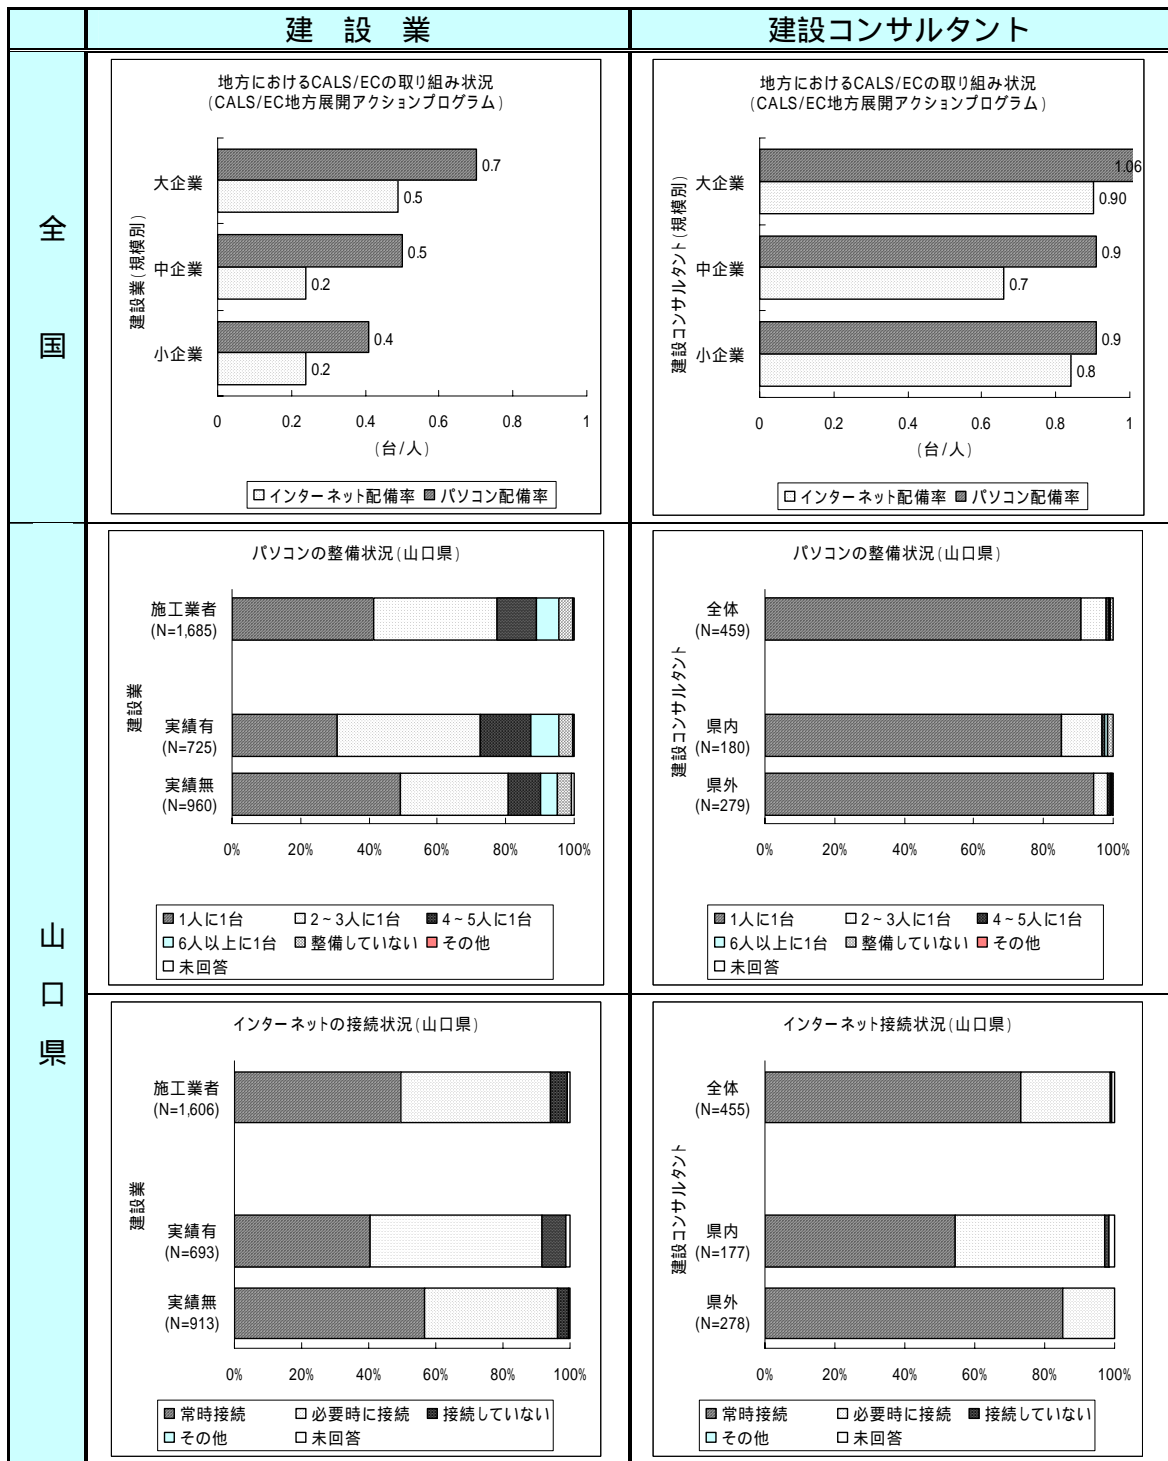 建 設 業
建設コンサルタント
全国
地方におけるCALS/ECの取り組み状況
(CALS/EC地方展開アクションプログラム)
建設業(規模別)
大企業
0.7
0.5
中企業
0.5
0.2
小企業
0.4
0.2
0 0.2 0.4 0.6 0.8 1
(台/人)
インターネット配備率 パソコン配備率
地方におけるCALS/ECの取り組み状況
(CALS/EC地方展開アクションプログラム)
建設コンサルタント(規模別)
大企業
1.06
0.90
中企業
0.9
0.7
小企業
0.9
0.8
0 0.2 0.4 0.6 0.8 1
(台/人)
インターネット配備率 パソコン配備率
山口県
パソコンの整備状況(山口県)
建設業
施工業者
(N=1,685)
実績有
(N=725)
実績無
(N=960)
0% 20% 40% 60% 80% 100%
1人に1台 2~3人に1台 4~5人に1台
6人以上に1台 整備していない その他
未回答
パソコンの整備状況(山口県)
建設コンサルタント
全体
(N=459)
県内
(N=180)
県外
(N=279)
0% 20% 40% 60% 80% 100%
1人に1台 2~3人に1台 4~5人に1台
6人以上に1台 整備していない その他
未回答
インターネットの接続状況(山口県)
建設業
施工業者
(N=1,606)
実績有
(N=693)
実績無
(N=913)
0% 20% 40% 60% 80% 100%
常時接続 必要時に接続 接続していない
その他 未回答
インターネット接続状況(山口県)
建設コンサルタント
全体
(N=455)
県内
(N=177)
県外
(N=278)
0% 20% 40% 60% 80% 100%
常時接続 必要時に接続 接続していない
その他 未回答